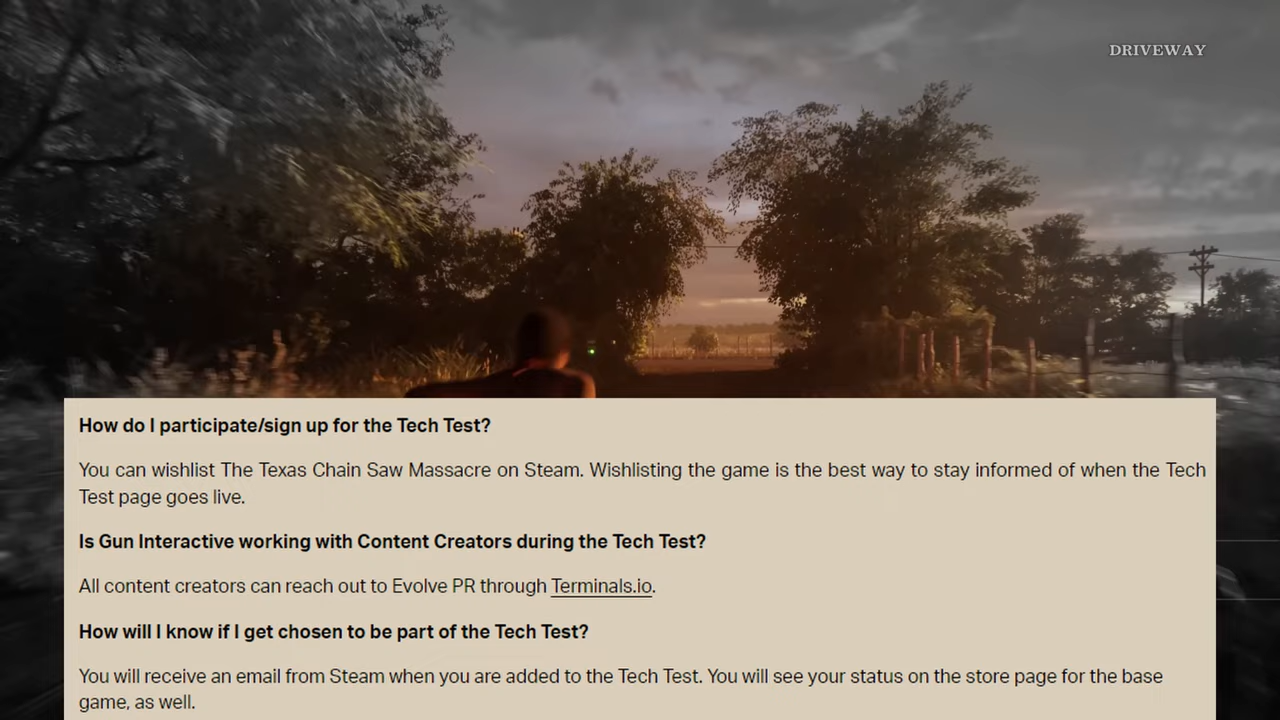 DRIVEWAY
How do I participate/sign up for the Tech Test?
You can wishlist The Texas Chain Saw Massacre on Steam. Wishlisting the game is the best way to stay informed of when the Tech
Test page goes live.
Is Gun Interactive working with Content Creators during the Tech Test?
All content creators can reach out to Evolve PR through Terminals.io.
How will I know if I get chosen to be part of the Tech Test?
You will receive an email from Steam when you are added to the Tech Test. You will see your status on the store page for the base
game, as well.